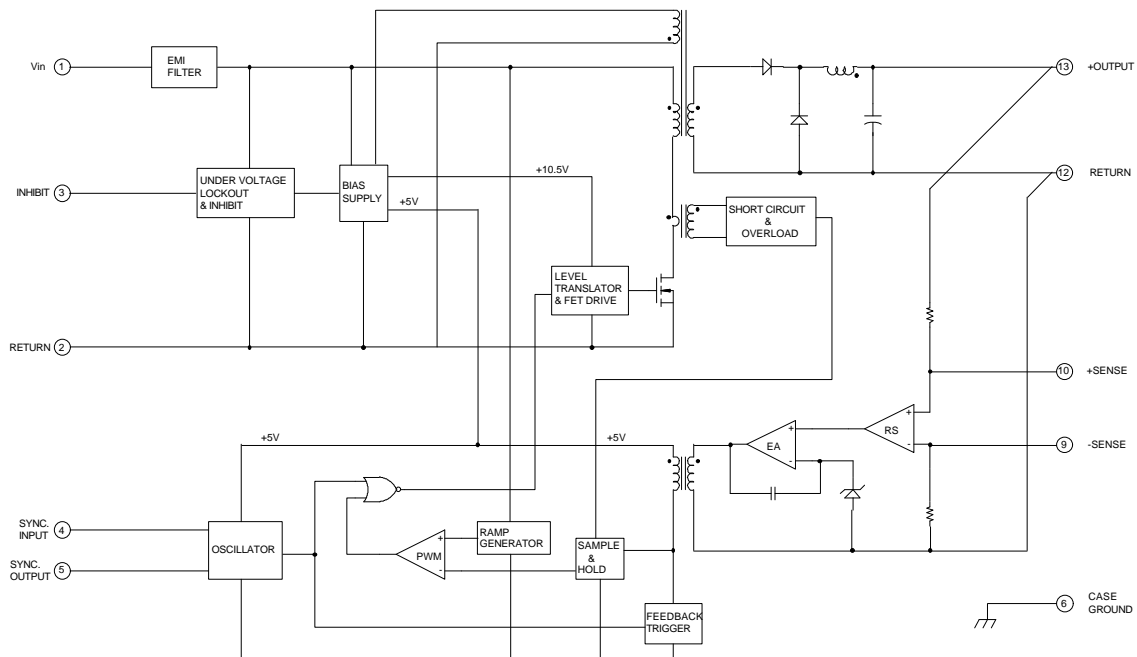 Vin
1
EMI
FILTER
13
+OUTPUT
INHIBIT
3
UNDER VOLTAGE
LOCKOUT
& INHIBIT
BIAS
SUPPLY
+10.5V
+5V
12
RETURN
SHORT CIRCUIT
&
OVERLOAD
LEVEL
TRANSLATOR
& FET DRIVE
RETURN
2
10
+SENSE
+
RS
-
9
-SENSE
+5V
+5V
+
EA
-
SYNC.
INPUT
4
SYNC.
OUTPUT
5
OSCILLATOR
+
PWM
-
RAMP
GENERATOR
SAMPLE
&
HOLD
FEEDBACK
TRIGGER
6
CASE
GROUND